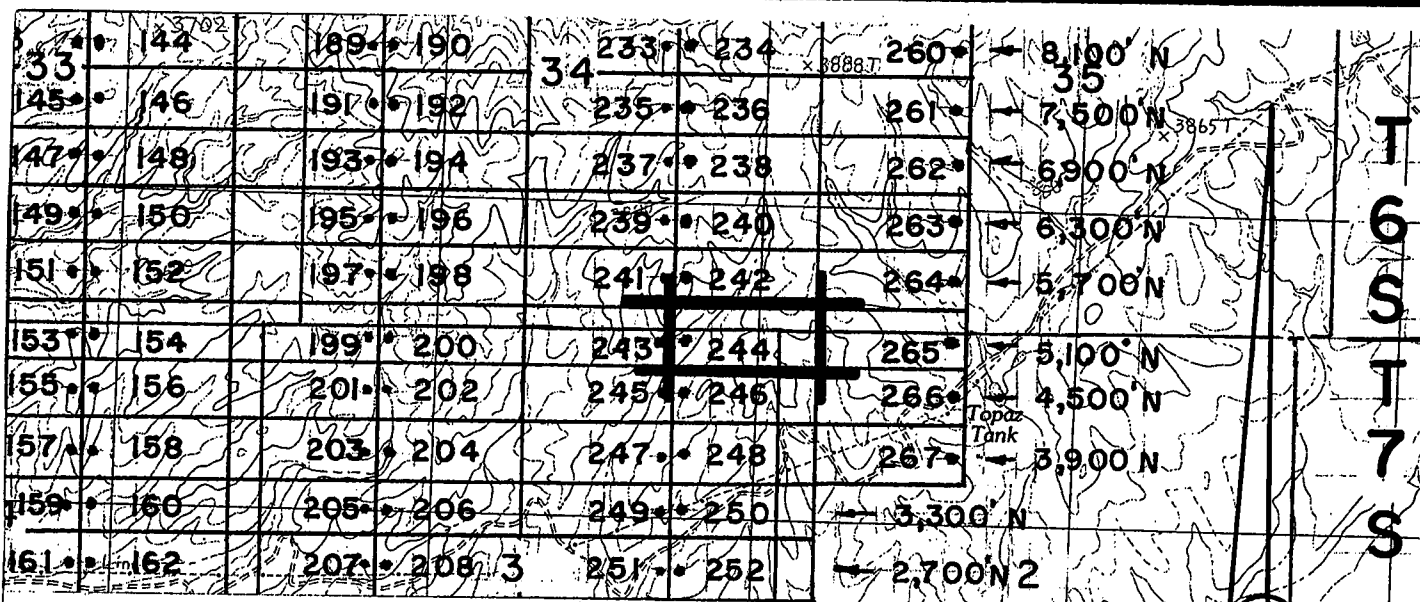 × 3702
144 189 190 233 234 260 8,100' N
33 34 × 3888T 35
145 146 191 192 235 236 261 7,500' N
× 3865T
147 148 193 194 237 238 262 6,900' N
149 150 195 196 239 240 263 6,300' N
151 152 197 198 241 242 264 5,700' N
153 154 199 200 243 244 265 5,100' N
155 156 201 202 245 246 266 4,500' N
Topaz
Tank
157 158 203 204 247 248 267 3,900' N
159 160 205 206 249 250 3,300' N
161 162 207 208 3 251 252 2,700' N 2
T
6
S
T
7
S